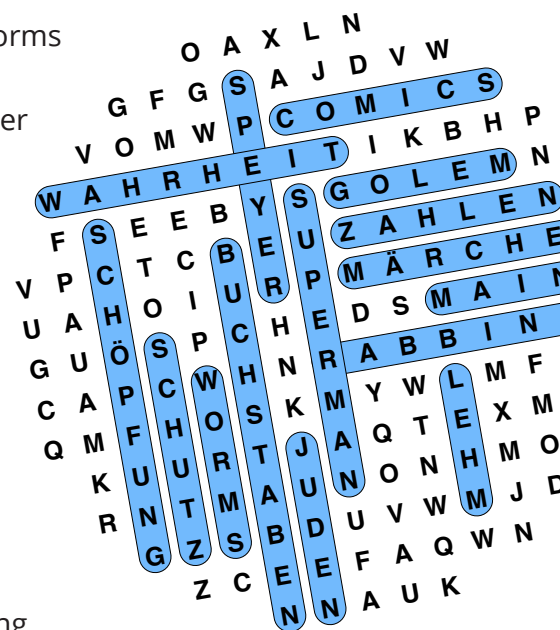 orms
O A X L N
G F G S A J D V W
er
V O M W P C O M I C S
W A H R H E I T I K B H P
F S E E B Y S G O L E M N
V P C T C B E U Z A H L E N
U A H O I U R P M Ä R C H E
G U Ö S P C H E D S M A I N
C A P C W H N R A B B I N
Q M F H O S K M Y W L M F
K U U R T J A Q T E X M
R N T M A U N O N H M O
G Z S B D U V W M J D
Z C E E F A Q W N
N N A U K
ng